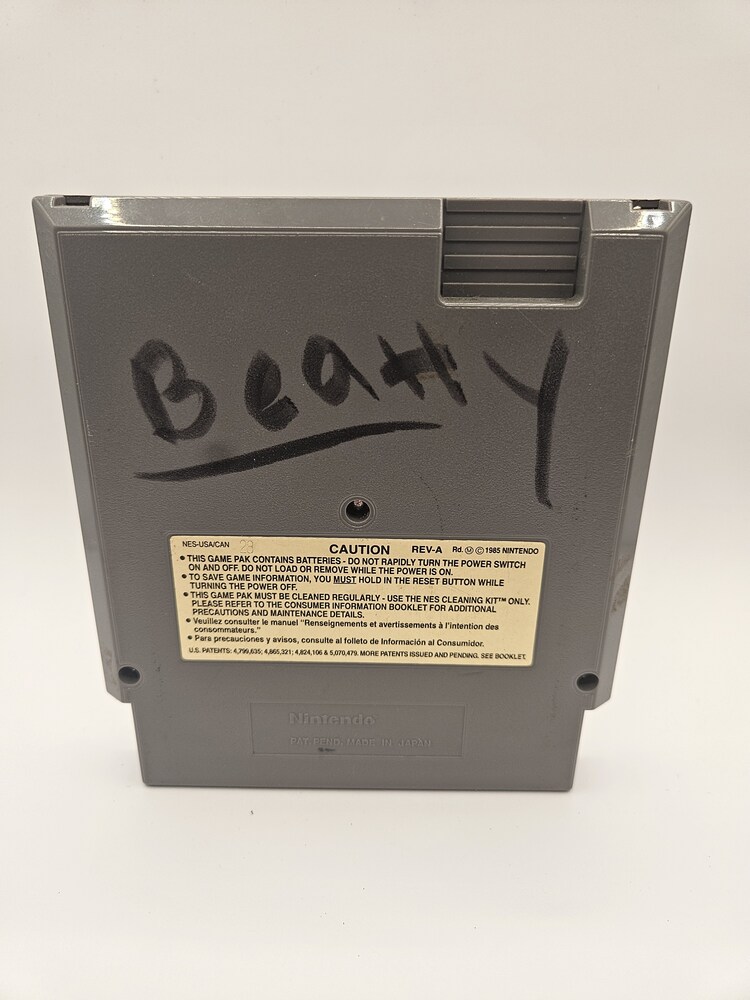 Beatty
NES-USA/CAN 28 CAUTION REV-A Rd. Ⓜ © 1985 NINTENDO
• THIS GAME PAK CONTAINS BATTERIES - DO NOT RAPIDLY TURN THE POWER SWITCH
ON AND OFF. DO NOT LOAD OR REMOVE WHILE THE POWER IS ON.
• TO SAVE GAME INFORMATION, YOU MUST HOLD IN THE RESET BUTTON WHILE
TURNING THE POWER OFF.
• THIS GAME PAK MUST BE CLEANED REGULARLY - USE THE NES CLEANING KIT™ ONLY.
PLEASE REFER TO THE CONSUMER INFORMATION BOOKLET FOR ADDITIONAL
PRECAUTIONS AND MAINTENANCE DETAILS.
• Veuillez consulter le manuel "Renseignements et avertissements à l'intention des
consommateurs."
• Para precauciones y avisos, consulte al folleto de Información al Consumidor.
U.S. PATENTS: 4,799,635; 4,865,321; 4,824,106 & 5,070,479. MORE PATENTS ISSUED AND PENDING. SEE BOOKLET.
Nintendo
PAT. PEND. MADE IN JAPAN